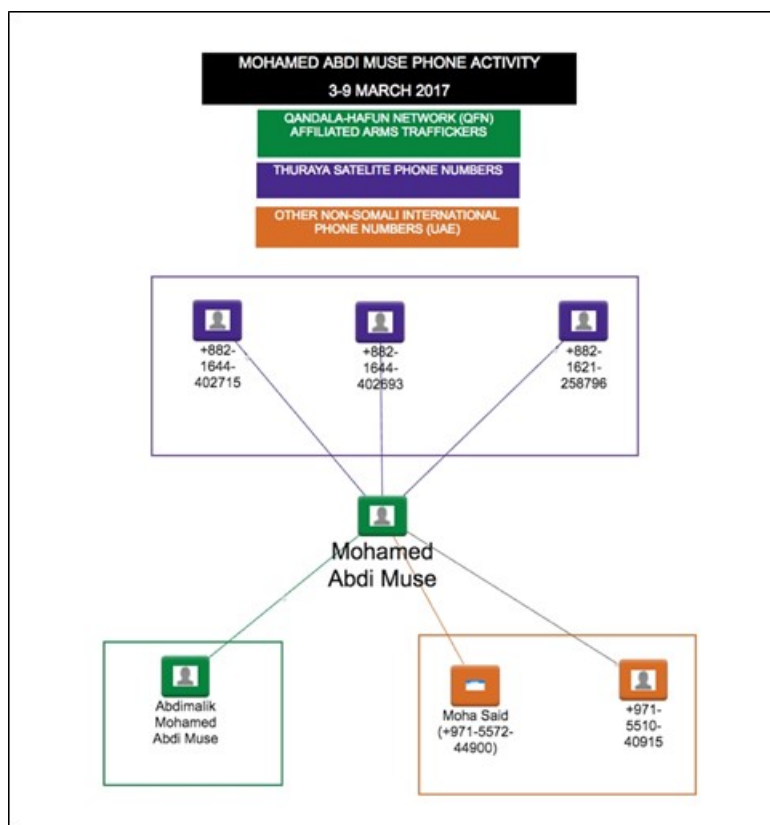 MOHAMED ABDI MUSE PHONE ACTIVITY
3-9 MARCH 2017
QANDALA-HAFUN NETWORK (QFN)
AFFILIATED ARMS TRAFFICKERS
THURAYA SATELITE PHONE NUMBERS
OTHER NON-SOMALI INTERNATIONAL
PHONE NUMBERS (UAE)
+882-
1644-
402715
+882-
1644-
402693
+882-
1621-
258796
Mohamed
Abdi Muse
Abdimalik
Mohamed
Abdi Muse
Moha Said
(+971-5572-
44900)
+971-
5510-
40915